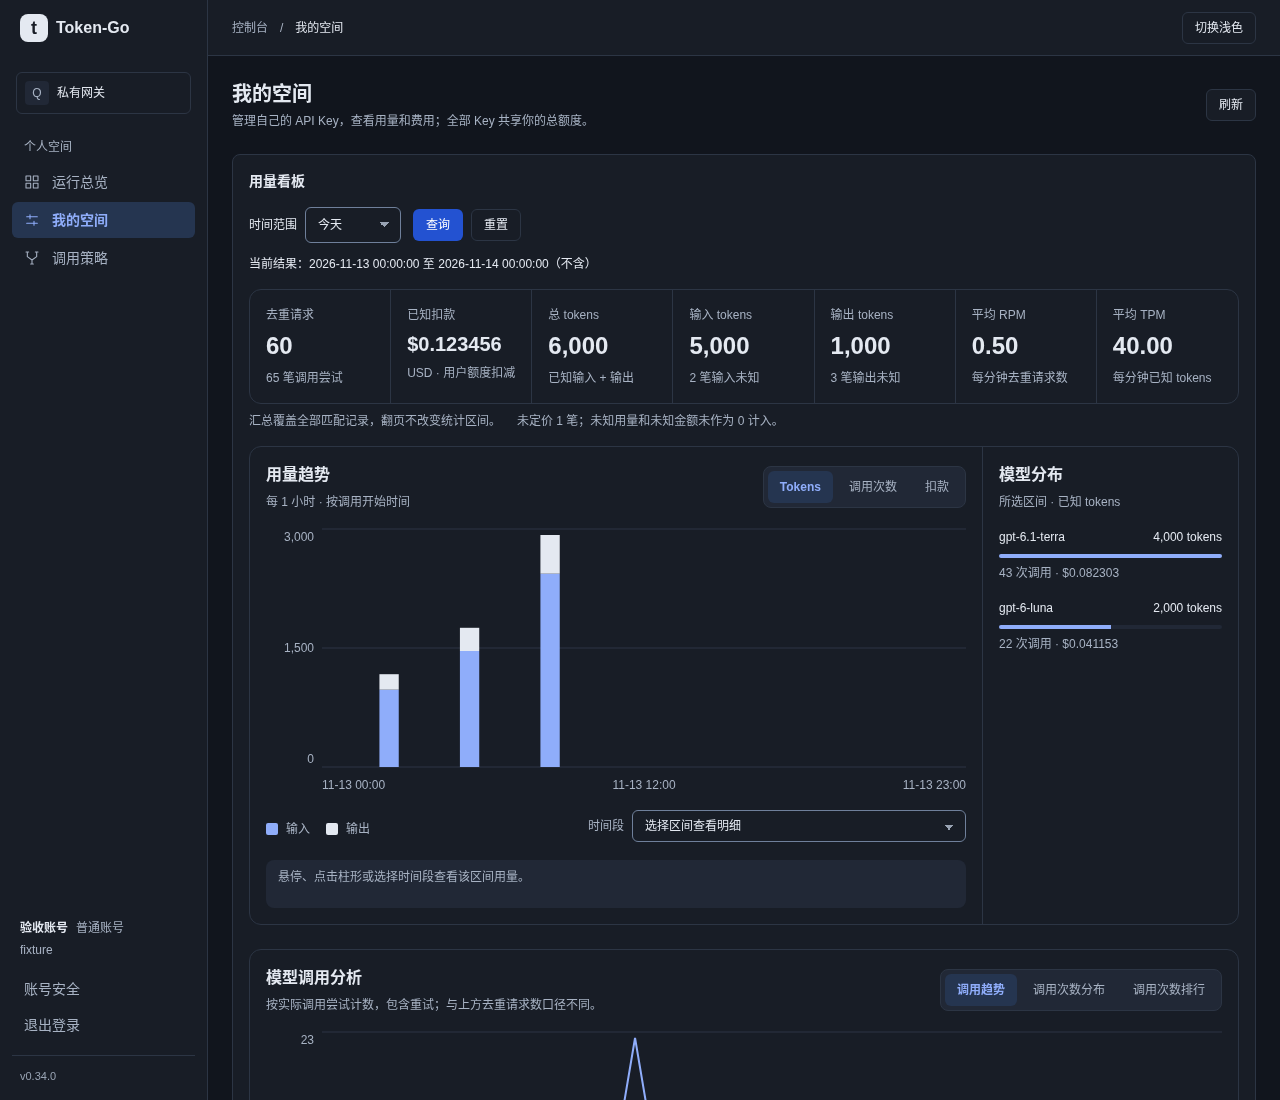 t Token-Go
Q 私有网关
个人空间
运行总览
我的空间
调用策略
验收账号 普通账号
fixture
账号安全
退出登录
v0.34.0
控制台 / 我的空间
切换浅色
我的空间
管理自己的 API Key，查看用量和费用；全部 Key 共享你的总额度。
刷新
用量看板
时间范围 今天 查询 重置
当前结果：2026-11-13 00:00:00 至 2026-11-14 00:00:00（不含）
去重请求
60
65 笔调用尝试
已知扣款
$0.123456
USD · 用户额度扣减
总 tokens
6,000
已知输入 + 输出
输入 tokens
5,000
2 笔输入未知
输出 tokens
1,000
3 笔输出未知
平均 RPM
0.50
每分钟去重请求数
平均 TPM
40.00
每分钟已知 tokens
汇总覆盖全部匹配记录，翻页不改变统计区间。 未定价 1 笔；未知用量和未知金额未作为 0 计入。
用量趋势
每 1 小时 · 按调用开始时间
Tokens 调用次数 扣款
3,000
1,500
0
11-13 00:00 11-13 12:00 11-13 23:00
输入 输出
时间段 选择区间查看明细
悬停、点击柱形或选择时间段查看该区间用量。
模型分布
所选区间 · 已知 tokens
gpt-6.1-terra 4,000 tokens
43 次调用 · $0.082303
gpt-6-luna 2,000 tokens
22 次调用 · $0.041153
模型调用分析
按实际调用尝试计数，包含重试；与上方去重请求数口径不同。
调用趋势 调用次数分布 调用次数排行
23